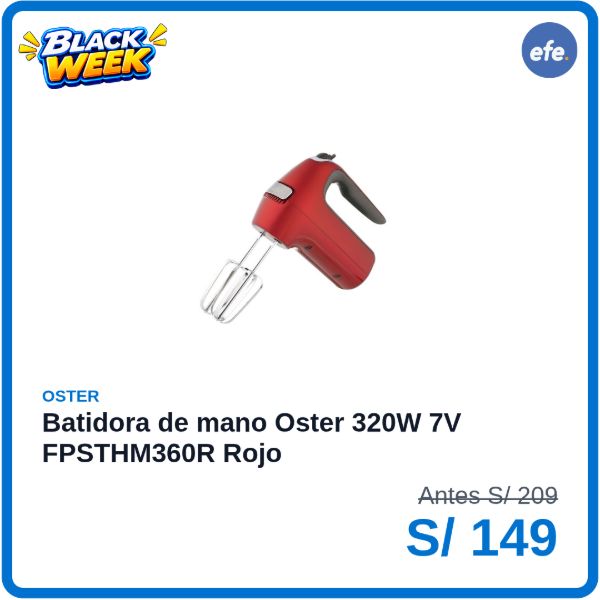 BLACK
WEEK
efe.
OSTER
Batidora de mano Oster 320W 7V
FPSTHM360R Rojo
Antes S/ 209
S/ 149